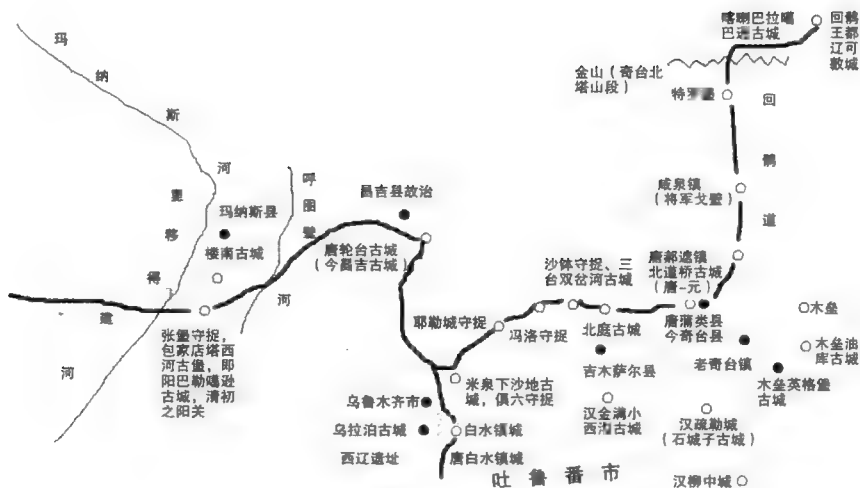 玛纳斯河
里移得建河
呼图壁河
玛纳斯县
楼南古城
张堡守捉，
包家店塔西
河古堡，即
阳巴勒噶逊
古城，清初
之阳关
昌吉县故治
唐轮台古城
（今昌吉古城）
耶勒城守捉
冯洛守捉
沙钵守捉、三
台双岔河古城
北庭古城
吉木萨尔县
汉金满小
西沟古城
米泉下沙地古
城，俱六守捉
乌鲁木齐市
乌拉泊古城
白水镇城
西辽遗址
唐白水镇城
吐鲁番市
喀喇巴拉噶
古城
回鹘
王都
辽可
敦城
金山（奇台北
塔山段）
特
回鹘道
咸泉镇
（将军戈壁）
唐郝遮镇
北道桥古城
（唐-元）
唐蒲类县
今奇台县
老奇台镇
木垒
木垒油
库古城
木垒英格堡
古城
汉疏勒城
（石城子古城）
汉柳中城